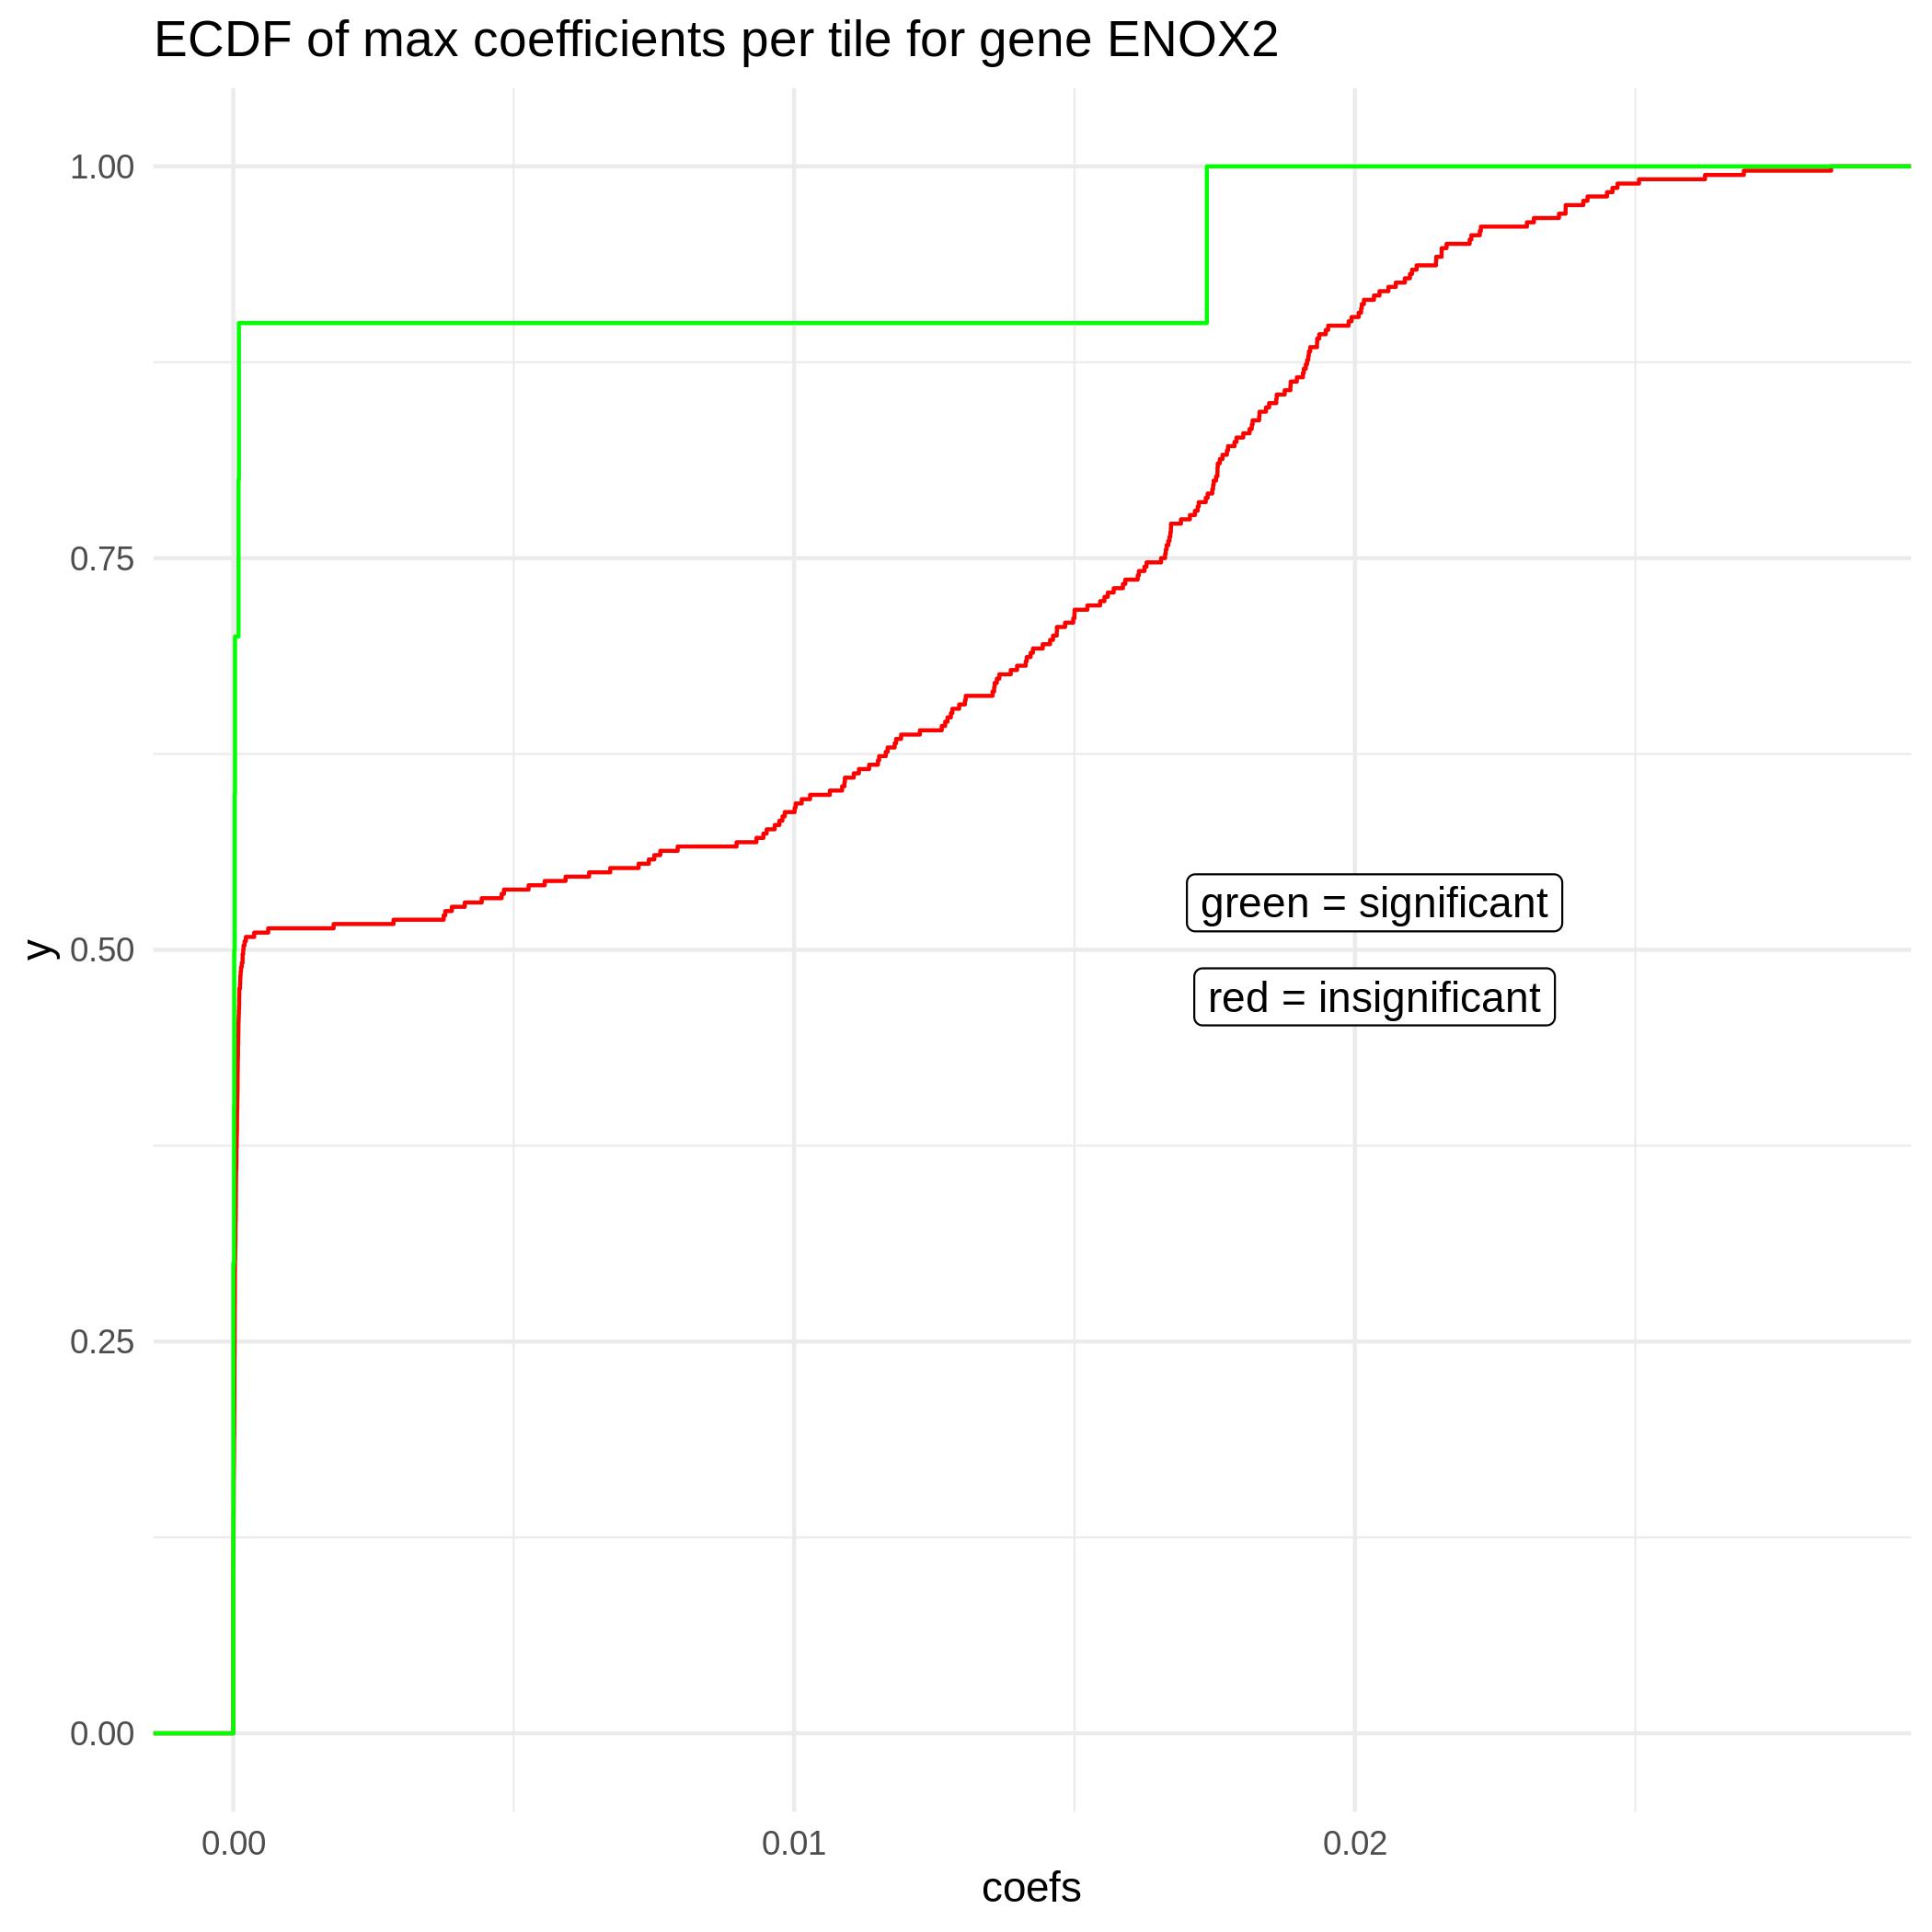 ECDF of max coefficients per tile for gene ENOX2
1.00
0.75
0.50
0.25
0.00
y
green = significant
red = insignificant
0.00 0.01 0.02
coefs